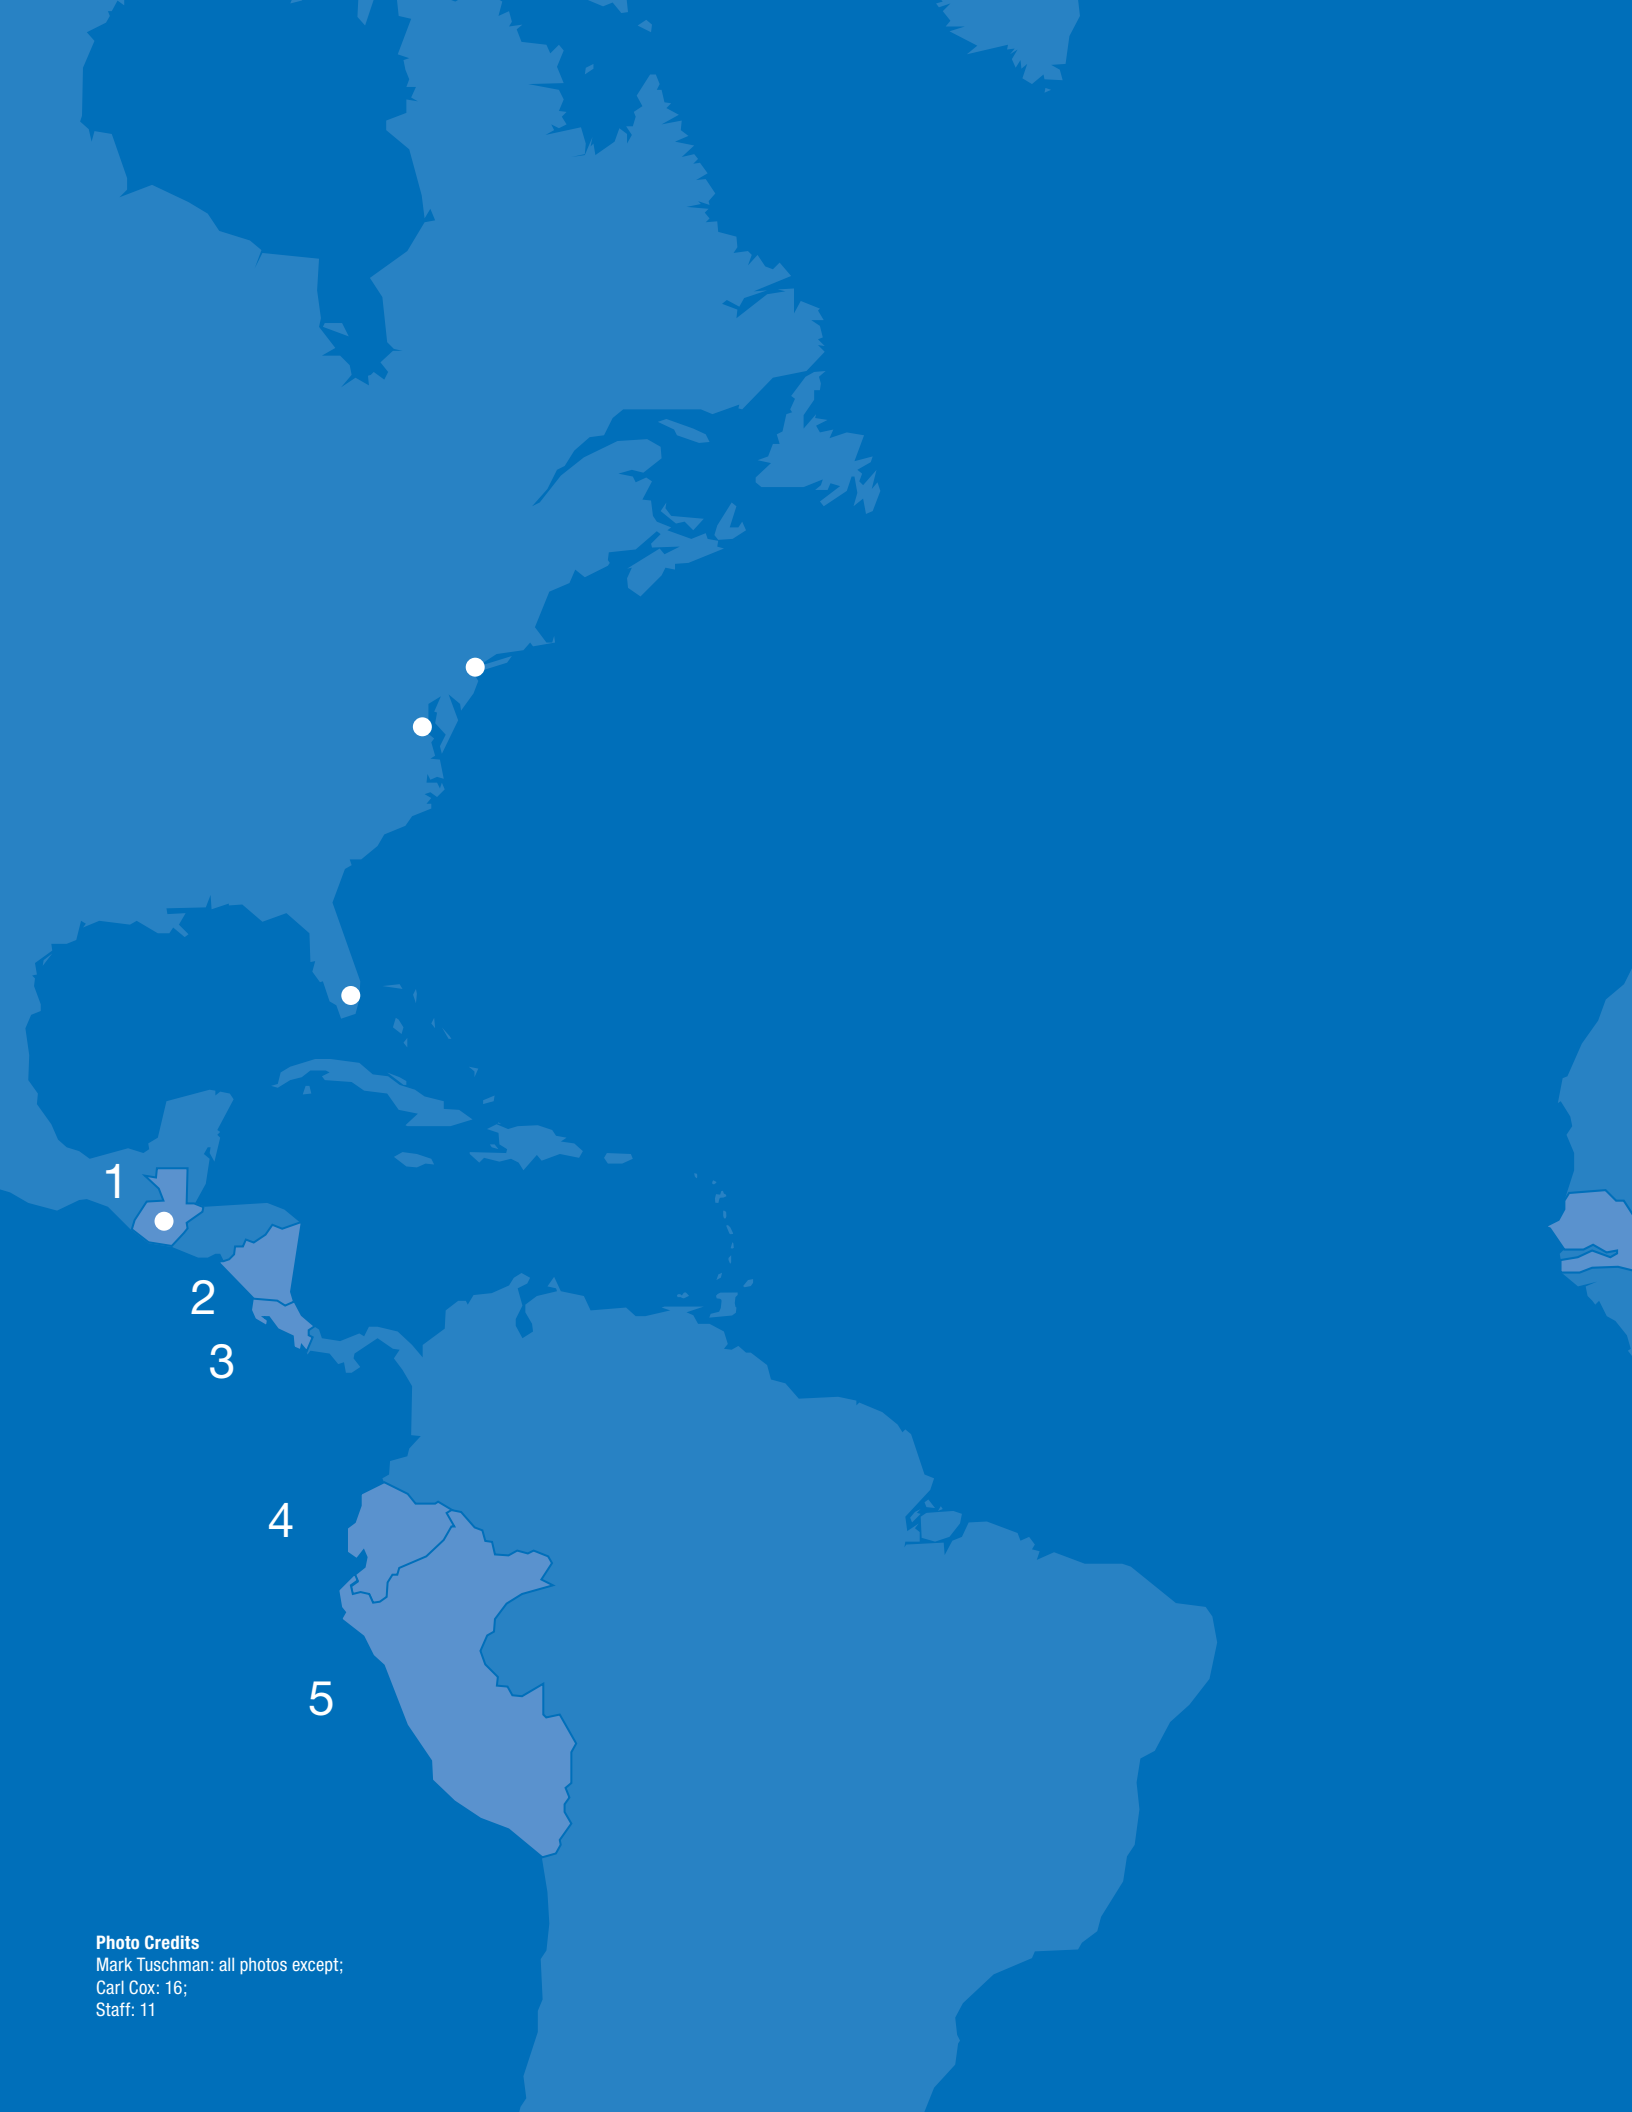 1
2
3
4
5
Photo Credits
Mark Tuschman: all photos except;
Carl Cox: 16;
Staff: 11